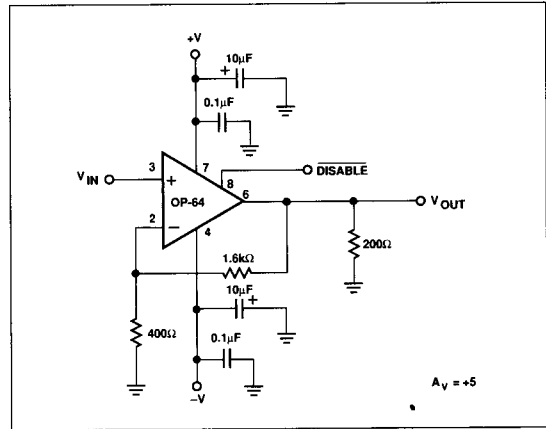 +V
+
10μF
0.1μF
7
3
V_IN
+
8
DISABLE
OP-64
6
V_OUT
2
−
4
1.6kΩ
200Ω
10μF
+
400Ω
0.1μF
−V
A_V = +5